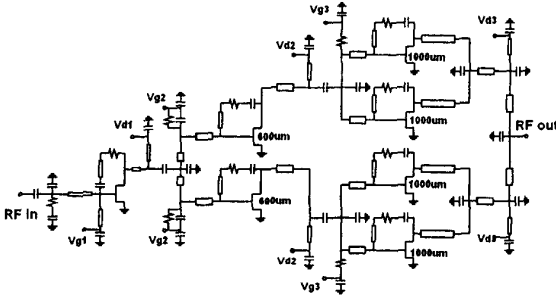 Vg3
Vd3
Vd2
1000um
Vg2
Vd1
600um
1000um
RF out
RF in
1000um
Vg1
Vg2
600um
Vd2
Vd3
Vg3
1000um